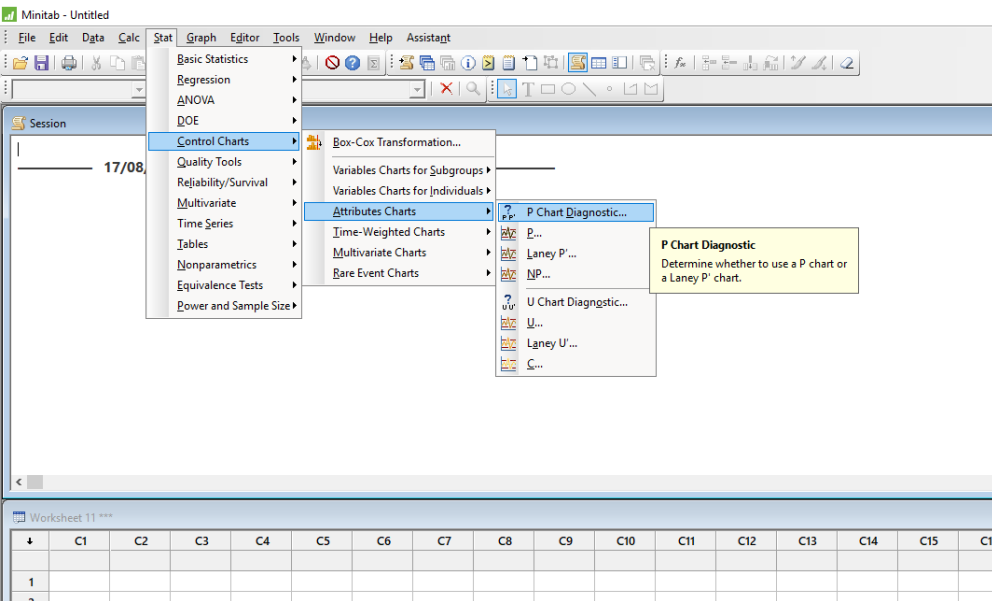 Minitab - Untitled
File Edit Data Calc Stat Graph Editor Tools Window Help Assistant
Session
17/08/
Basic Statistics
Regression
ANOVA
DOE
Control Charts
Quality Tools
Reliability/Survival
Multivariate
Time Series
Tables
Nonparametrics
Equivalence Tests
Power and Sample Size
Box-Cox Transformation...
Variables Charts for Subgroups
Variables Charts for Individuals
Attributes Charts
Time-Weighted Charts
Multivariate Charts
Rare Event Charts
P Chart Diagnostic...
P...
Laney P'...
NP...
U Chart Diagnostic...
U...
Laney U'...
C...
P Chart Diagnostic
Determine whether to use a P chart or
a Laney P' chart.
Worksheet 11 ***
C1 C2 C3 C4 C5 C6 C7 C8 C9 C10 C11 C12 C13 C14 C15
1